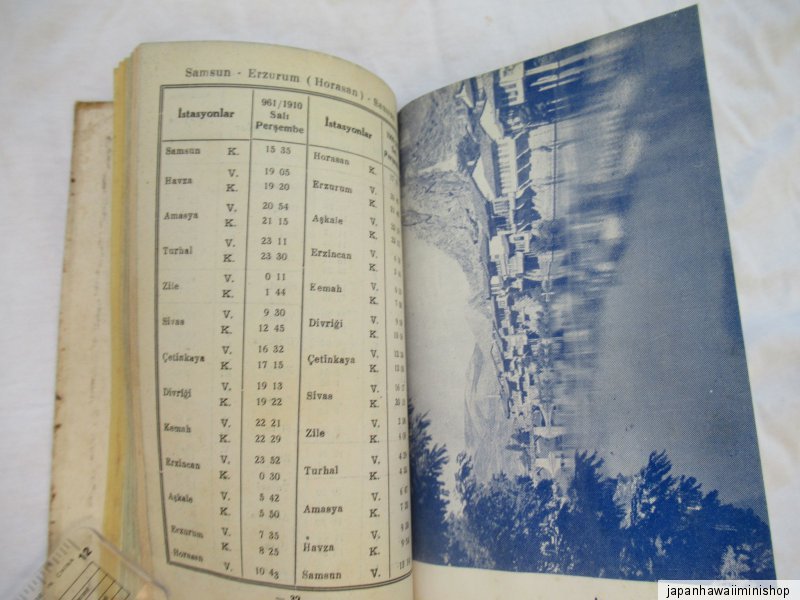 Samsun - Erzurum (Horasan) -
İstasyonlar
961/1910
Salı
Perşembe
İstasyonlar
Samsun K. 15 35
Havza V. 19 05
K. 19 20
Amasya V. 20 54
K. 21 15
Turhal V. 23 11
K. 23 30
Zile V. 0 11
K. 1 44
Sivas V. 9 30
K. 12 45
Çetinkaya V. 16 32
K. 17 15
Divriği V. 19 13
K. 19 22
Kemah V. 22 21
K. 22 29
Erzincan V. 23 52
K. 0 30
Aşkale V. 5 42
K. 5 50
Erzurum V. 7 35
K. 8 25
Horasan V. 10 43
Horasan K.
Erzurum V.
K.
Aşkale V.
K.
Erzincan V.
K.
Kemah V.
K.
Divriği V.
K.
Çetinkaya V.
K.
Sivas V.
K.
Zile V.
K.
Turhal V.
K.
Amasya V.
K.
Havza V.
K.
Samsun V.
12
japanhawaiiminishop